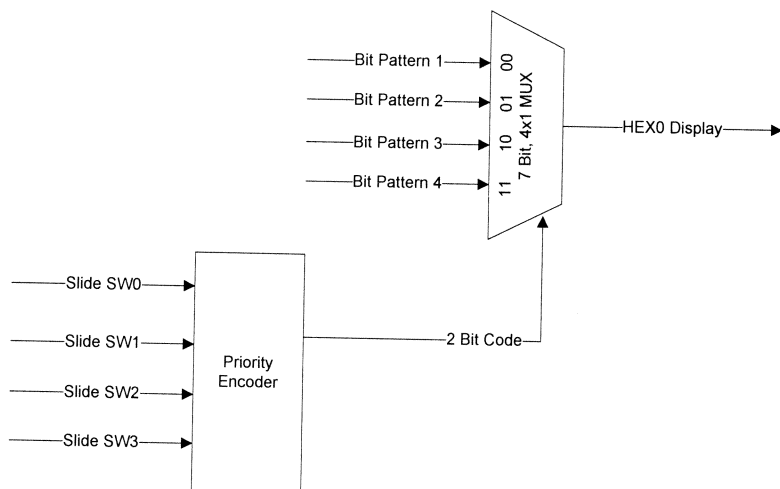 Bit Pattern 1
Bit Pattern 2
Bit Pattern 3
Bit Pattern 4
00
01
10
11
7 Bit, 4x1 MUX
HEX0 Display
Slide SW0
Slide SW1
Slide SW2
Slide SW3
Priority
Encoder
2 Bit Code